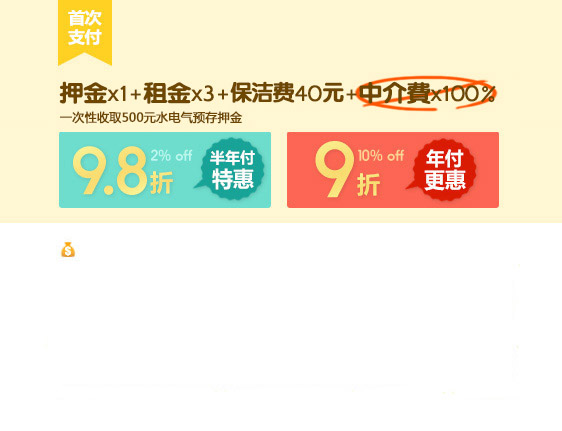 首次
支付
押金x1+租金x3+保洁费40元+中介費x100%
一次性收取500元水电气预存押金
9.8折 2% off 半年付
特惠
9折 10% off 年付
更惠
$